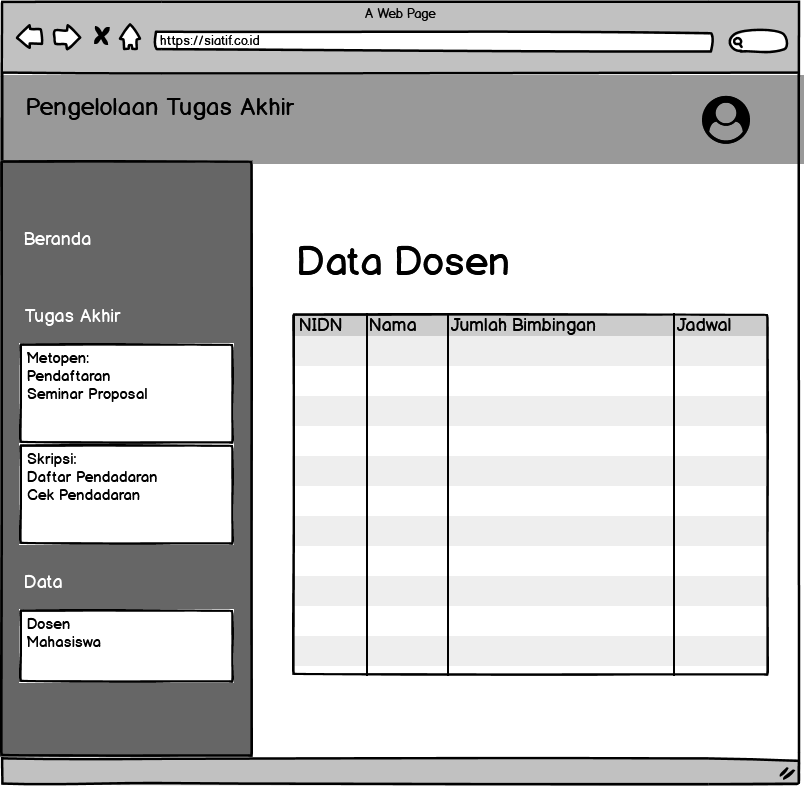 A Web Page
https://siatif.co.id
Pengelolaan Tugas Akhir
Beranda
Tugas Akhir
Metopen:
Pendaftaran
Seminar Proposal
Skripsi:
Daftar Pendadaran
Cek Pendadaran
Data
Dosen
Mahasiswa
Data Dosen
NIDN Nama Jumlah Bimbingan Jadwal